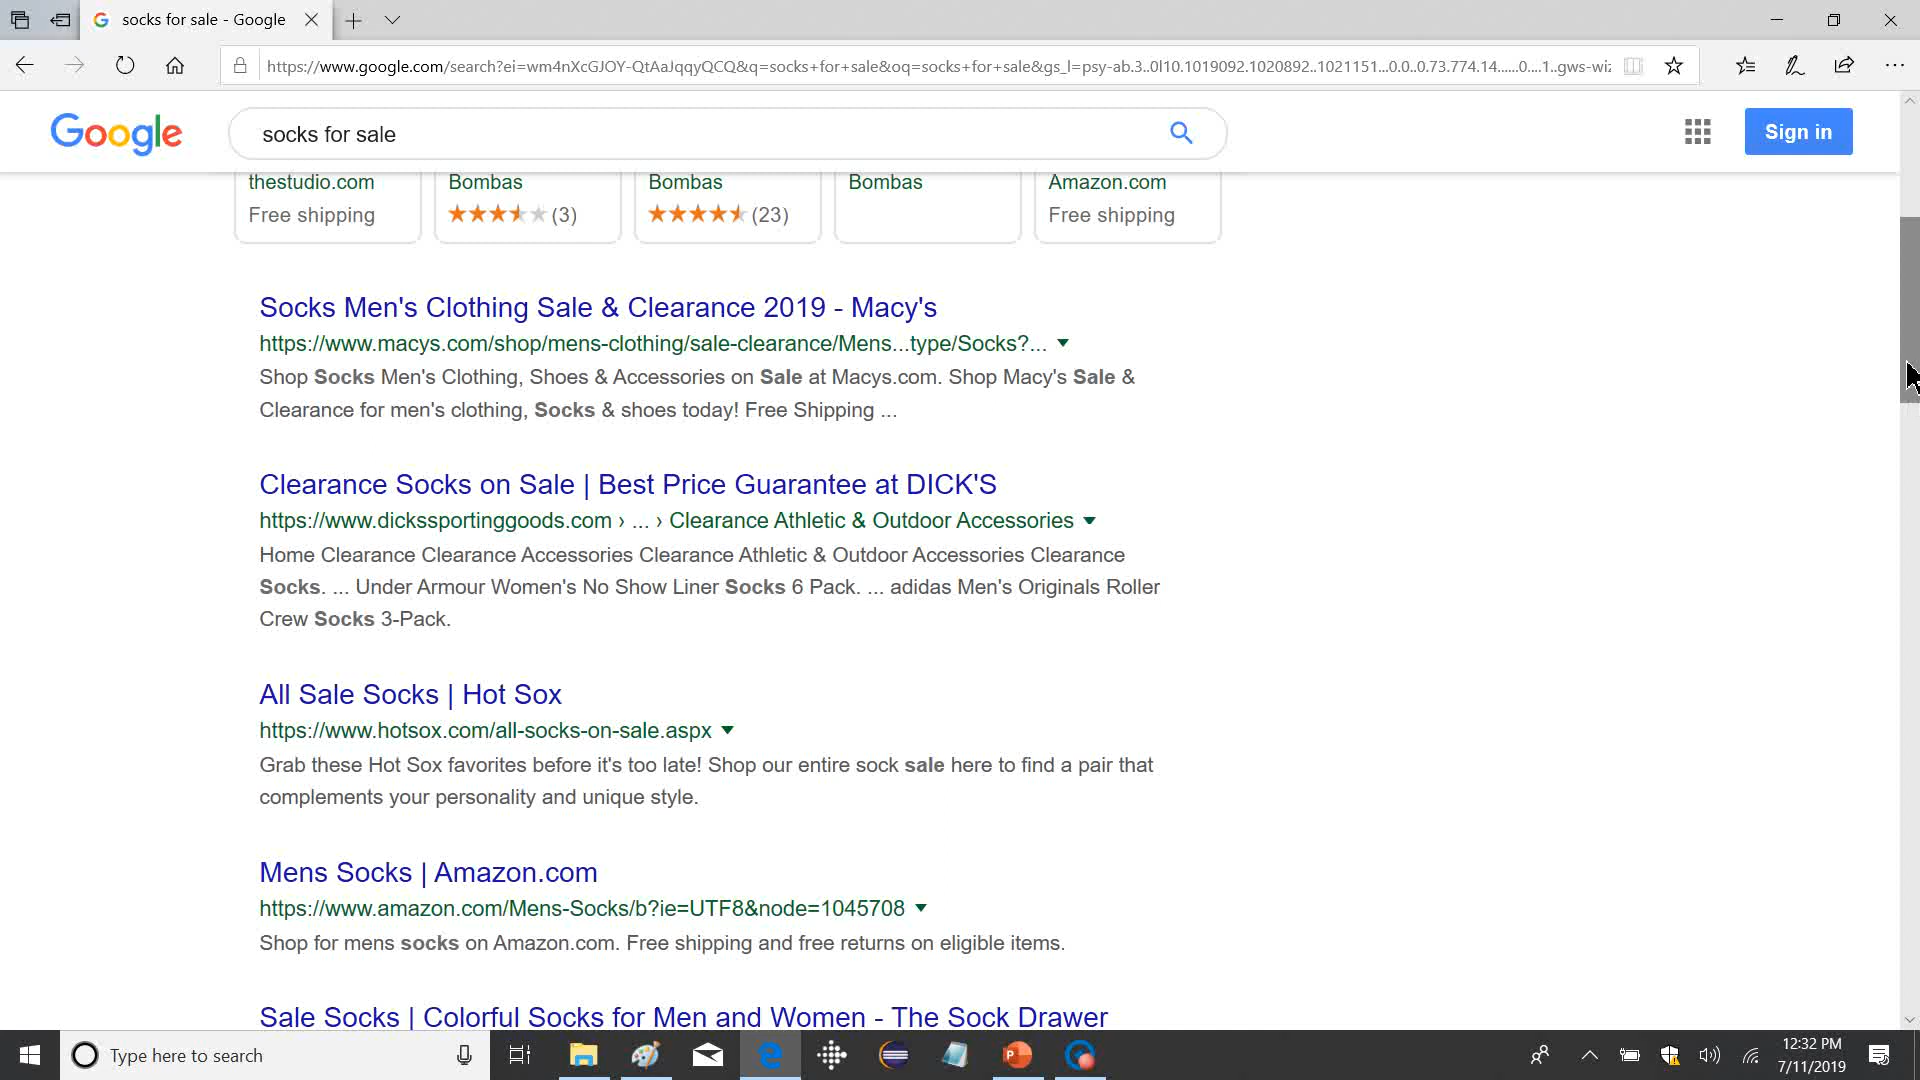 socks for sale - Google
https://www.google.com/search?ei=wm4nXcGJOY-QtAaJqqyQCQ&q=socks+for+sale&oq=socks+for+sale&gs_l=psy-ab.3..0l10.1019092.1020892..1021151...0.0..0.73.774.14......0....1..gws-wiz
Google
socks for sale
Sign in
thestudio.com
Free shipping
Bombas
(3)
Bombas
(23)
Bombas
Amazon.com
Free shipping
Socks Men's Clothing Sale & Clearance 2019 - Macy's
https://www.macys.com/shop/mens-clothing/sale-clearance/Mens...type/Socks?...
Shop Socks Men's Clothing, Shoes & Accessories on Sale at Macys.com. Shop Macy's Sale &
Clearance for men's clothing, Socks & shoes today! Free Shipping ...
Clearance Socks on Sale | Best Price Guarantee at DICK'S
https://www.dickssportinggoods.com › ... › Clearance Athletic & Outdoor Accessories
Home Clearance Clearance Accessories Clearance Athletic & Outdoor Accessories Clearance
Socks. ... Under Armour Women's No Show Liner Socks 6 Pack. ... adidas Men's Originals Roller
Crew Socks 3-Pack.
All Sale Socks | Hot Sox
https://www.hotsox.com/all-socks-on-sale.aspx
Grab these Hot Sox favorites before it's too late! Shop our entire sock sale here to find a pair that
complements your personality and unique style.
Mens Socks | Amazon.com
https://www.amazon.com/Mens-Socks/b?ie=UTF8&node=1045708
Shop for mens socks on Amazon.com. Free shipping and free returns on eligible items.
Sale Socks | Colorful Socks for Men and Women - The Sock Drawer
Type here to search
12:32 PM
7/11/2019